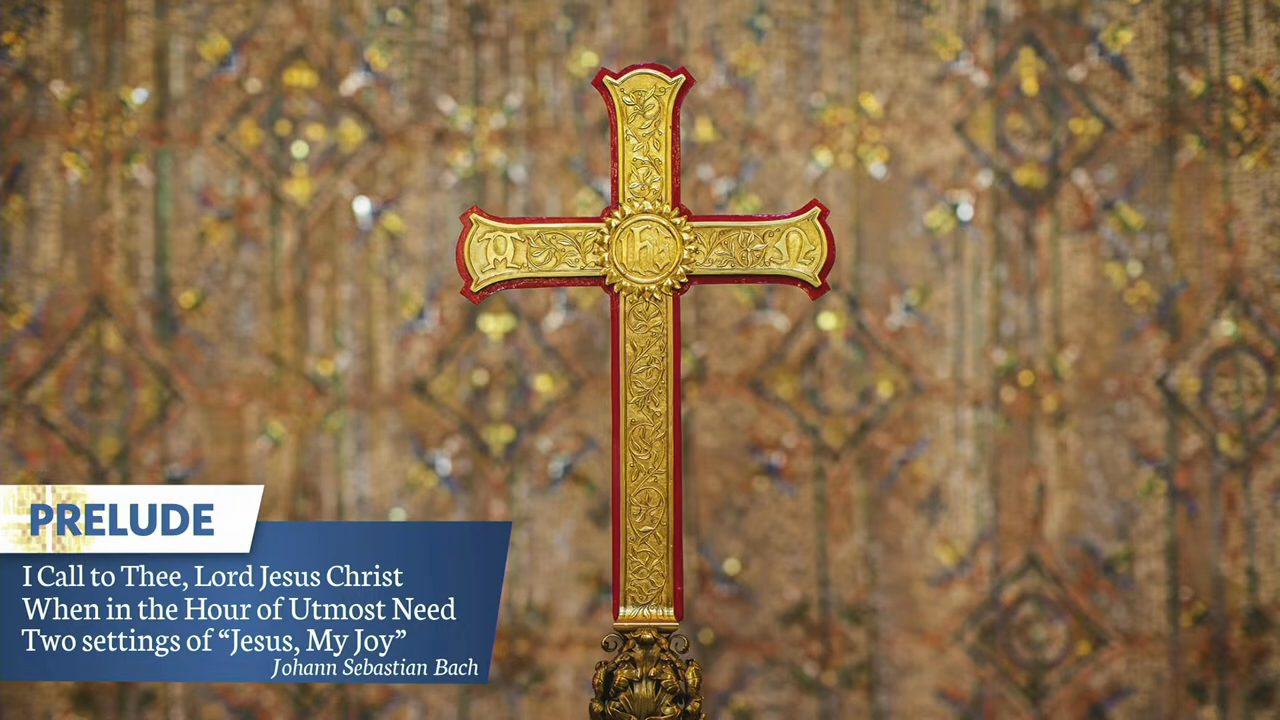 Α
ihs
Ω
PRELUDE
I Call to Thee, Lord Jesus Christ
When in the Hour of Utmost Need
Two settings of “Jesus, My Joy”
Johann Sebastian Bach